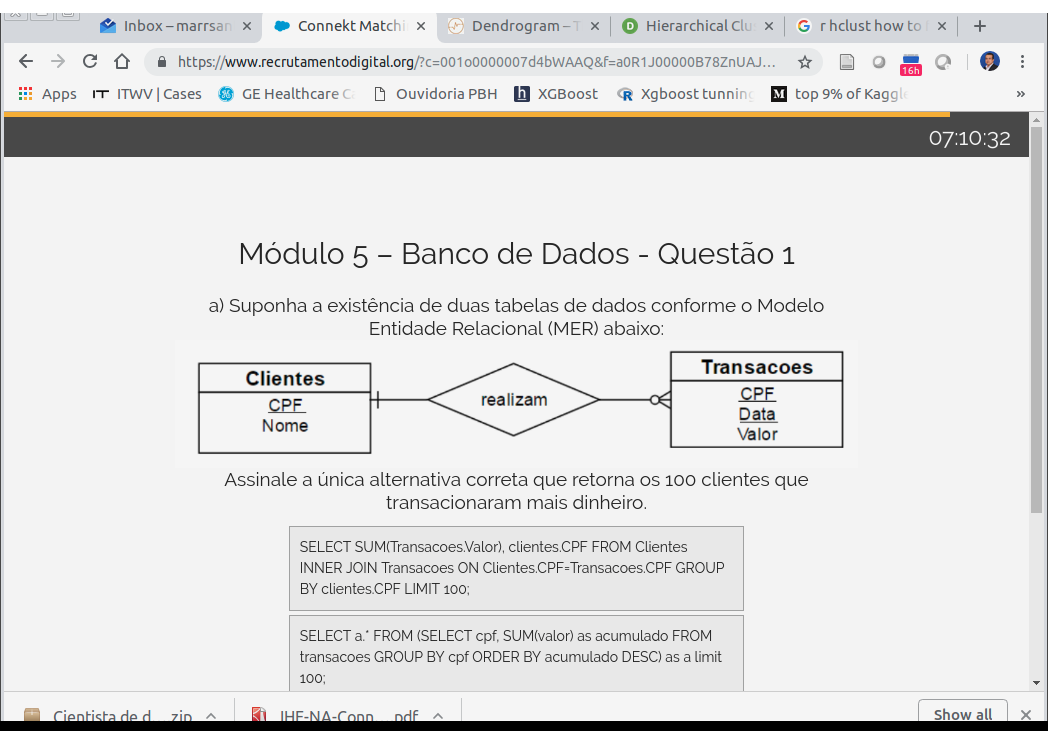 Inbox – marrsan
Connekt Matchi
Dendrogram – T
Hierarchical Clu
r hclust how to
https://www.recrutamentodigital.org/?c=001o0000007d4bWAAQ&f=a0R1J00000B78ZnUAJ...
16h
Apps
ITWV | Cases
GE Healthcare C
Ouvidoria PBH
XGBoost
Xgboost tunning
top 9% of Kaggle
»
07:10:32
Módulo 5 – Banco de Dados - Questão 1
a) Suponha a existência de duas tabelas de dados conforme o Modelo
Entidade Relacional (MER) abaixo:
Clientes
CPF
Nome
realizam
Transacoes
CPF
Data
Valor
Assinale a única alternativa correta que retorna os 100 clientes que
transacionaram mais dinheiro.
SELECT SUM(Transacoes.Valor), clientes.CPF FROM Clientes
INNER JOIN Transacoes ON Clientes.CPF=Transacoes.CPF GROUP
BY clientes.CPF LIMIT 100;
SELECT a.* FROM (SELECT cpf, SUM(valor) as acumulado FROM
transacoes GROUP BY cpf ORDER BY acumulado DESC) as a limit
100;
Cientista de d....zip
IHF-NA-Conn....pdf
Show all